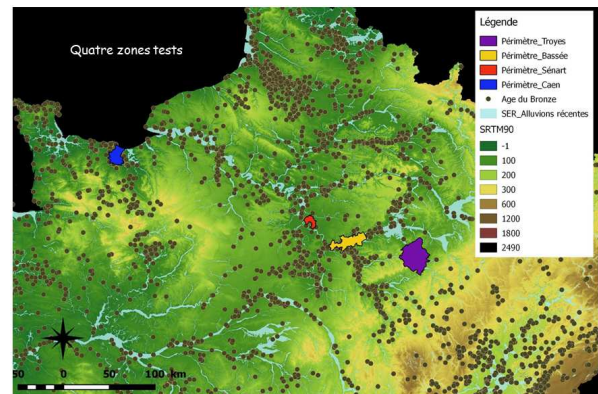 Quatre zones tests
Légende
Périmètre_Troyes
Périmètre_Bassée
Périmètre_Sénart
Périmètre_Caen
Age du Bronze
SER_Alluvions récentes
SRTM90
-1
100
200
300
600
1200
1800
2490
50 0 50 100 km